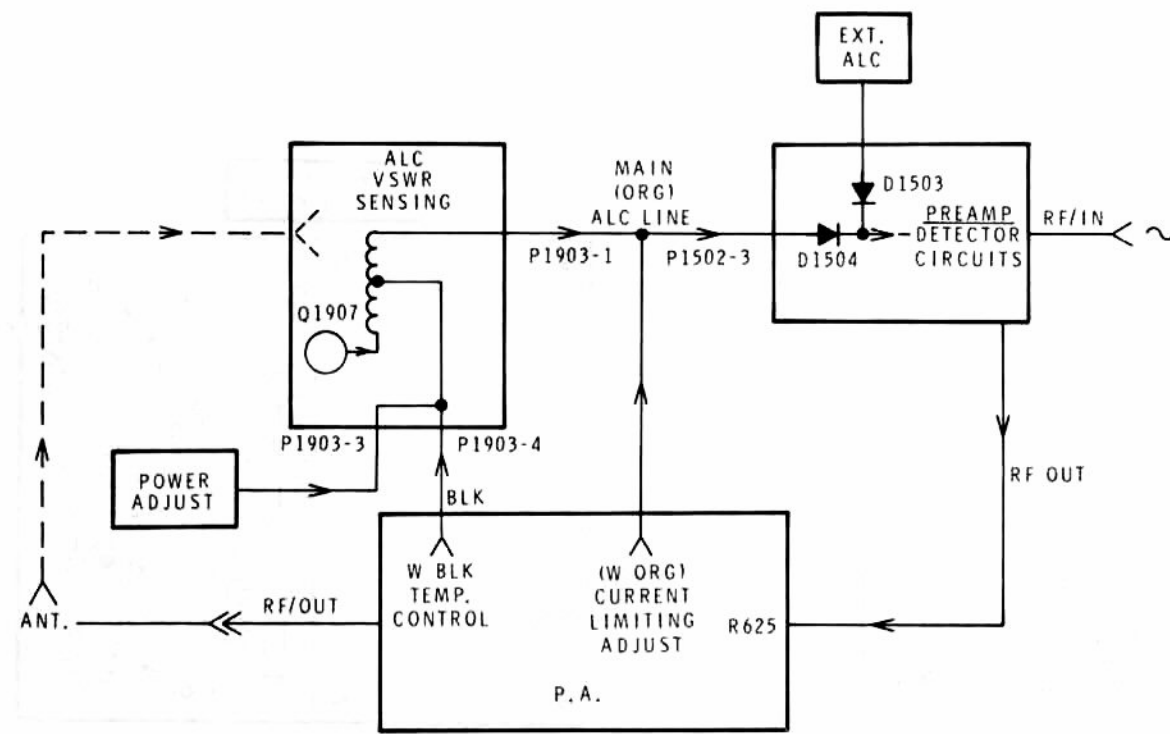 EXT.
ALC
ALC
VSWR
SENSING
MAIN
(ORG)
ALC LINE
D1503
PREAMP
DETECTOR
CIRCUITS
RF/IN
P1903-1
P1502-3
D1504
Q1907
P1903-3
P1903-4
POWER
ADJUST
BLK
RF OUT
W BLK
TEMP.
CONTROL
(W ORG)
CURRENT
LIMITING
ADJUST
R625
RF/OUT
ANT.
P.A.